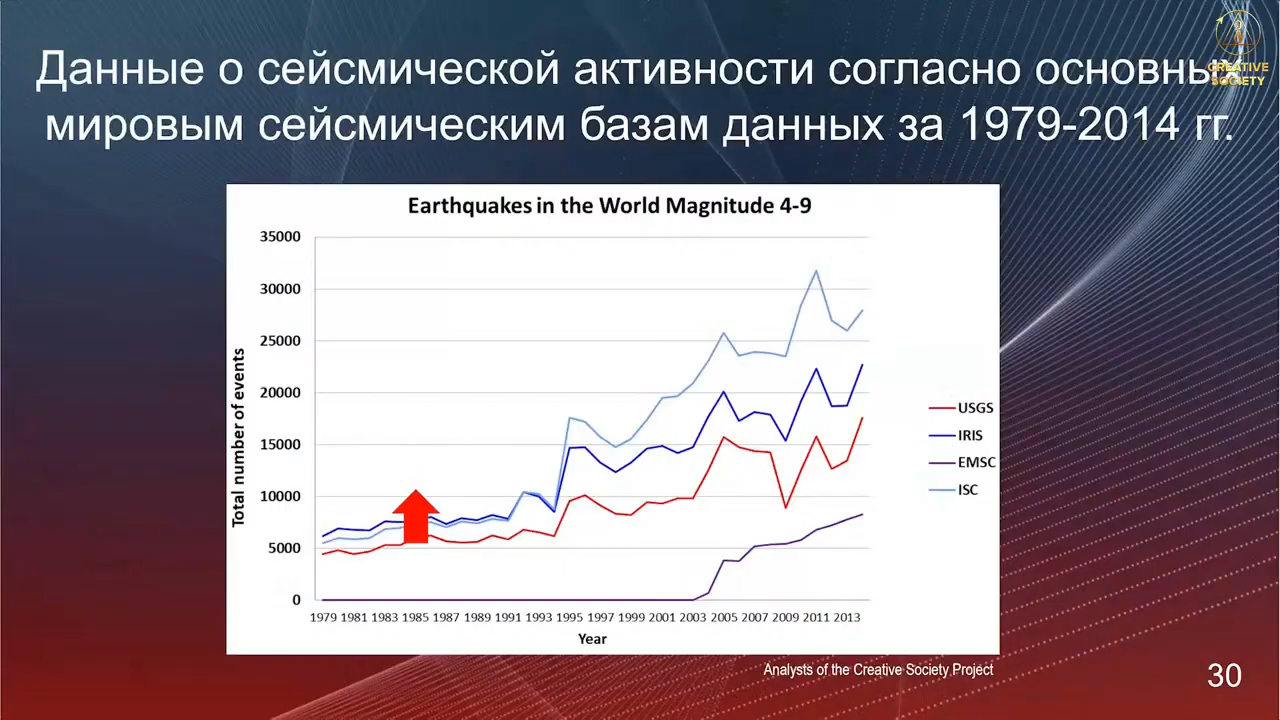 CREATIVE
SOCIETY
Данные о сейсмической активности согласно основным
мировым сейсмическим базам данных за 1979-2014 гг.
Earthquakes in the World Magnitude 4-9
Total number of events
35000
30000
25000
20000
15000
10000
5000
0
1979 1981 1983 1985 1987 1989 1991 1993 1995 1997 1999 2001 2003 2005 2007 2009 2011 2013
Year
USGS
IRIS
EMSC
ISC
Analysts of the Creative Society Project
30